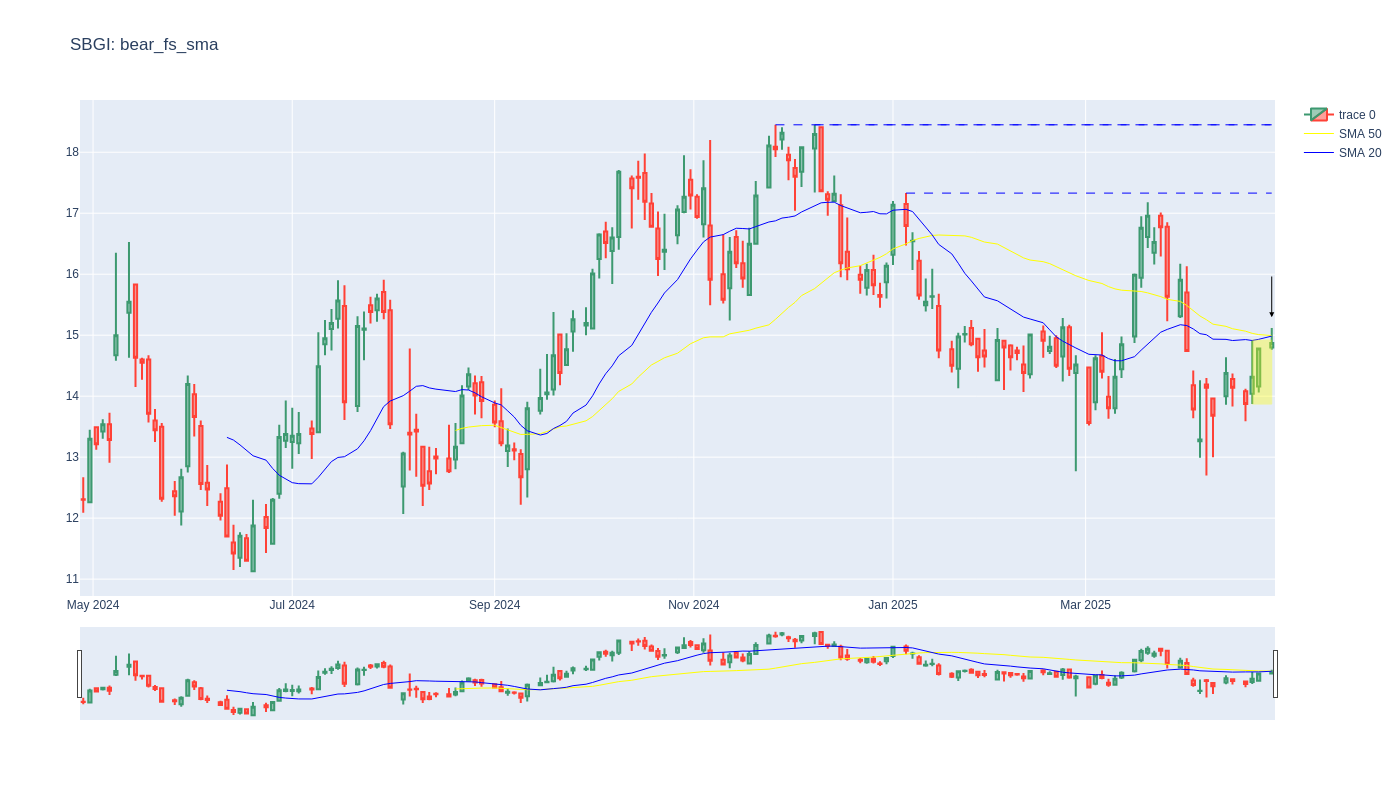 SBGI: bear_fs_sma
trace 0
SMA 50
SMA 20
18
17
16
15
14
13
12
11
May 2024
Jul 2024
Sep 2024
Nov 2024
Jan 2025
Mar 2025